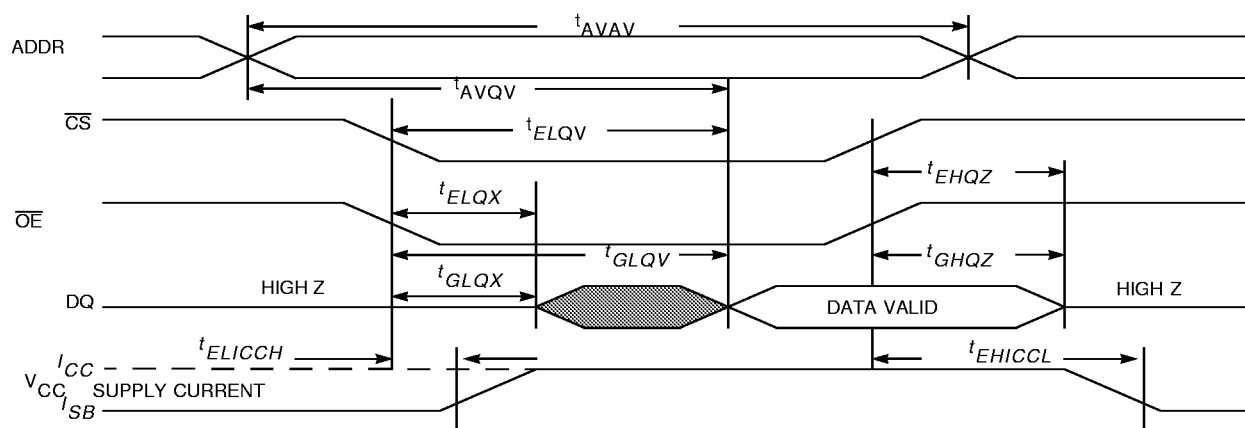 tAVAV
ADDR
tAVQV
CS
tELQV
tEHQZ
tELQX
OE
tGLQV
tGHQZ
tGLQX
HIGH Z
DQ
DATA VALID
HIGH Z
tELICCH
tEHICCL
ICC
VCC SUPPLY CURRENT
ISB